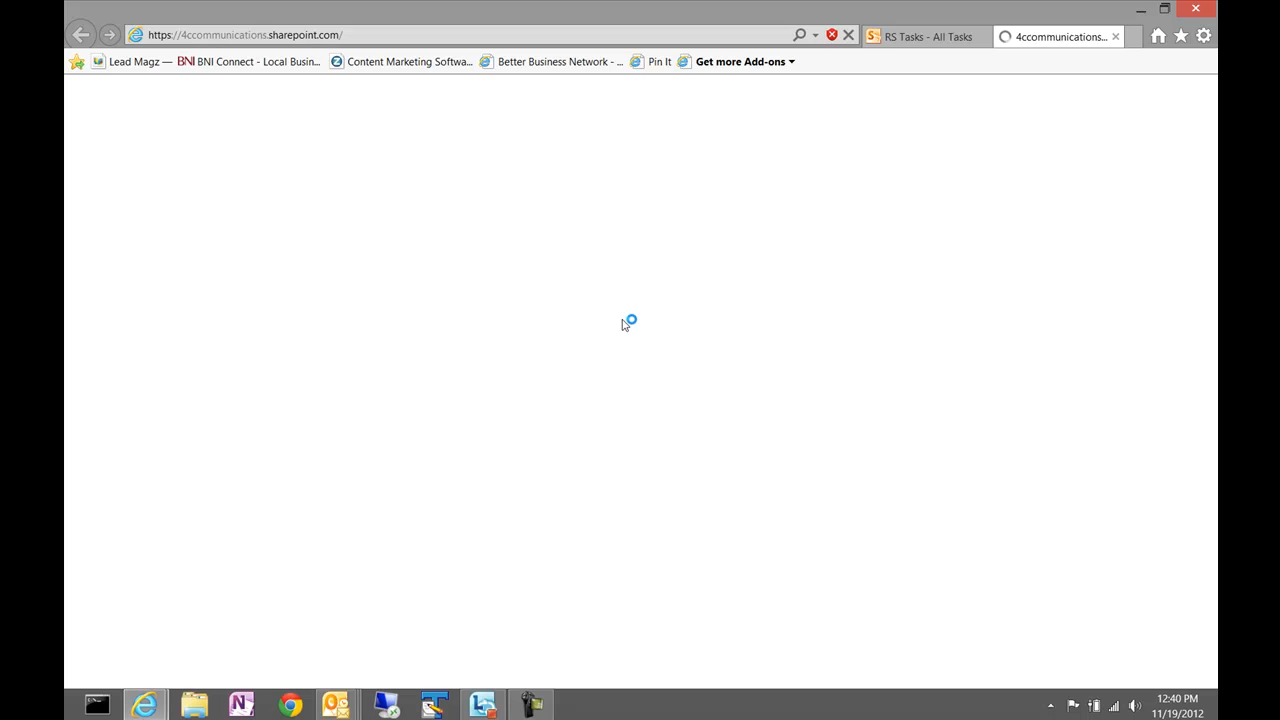 https://4ccommunications.sharepoint.com/
RS Tasks - All Tasks
4ccommunications...
Lead Magz —
BNI BNI Connect - Local Busin...
Content Marketing Softwa...
Better Business Network - ...
Pin It
Get more Add-ons
12:40 PM
11/19/2012